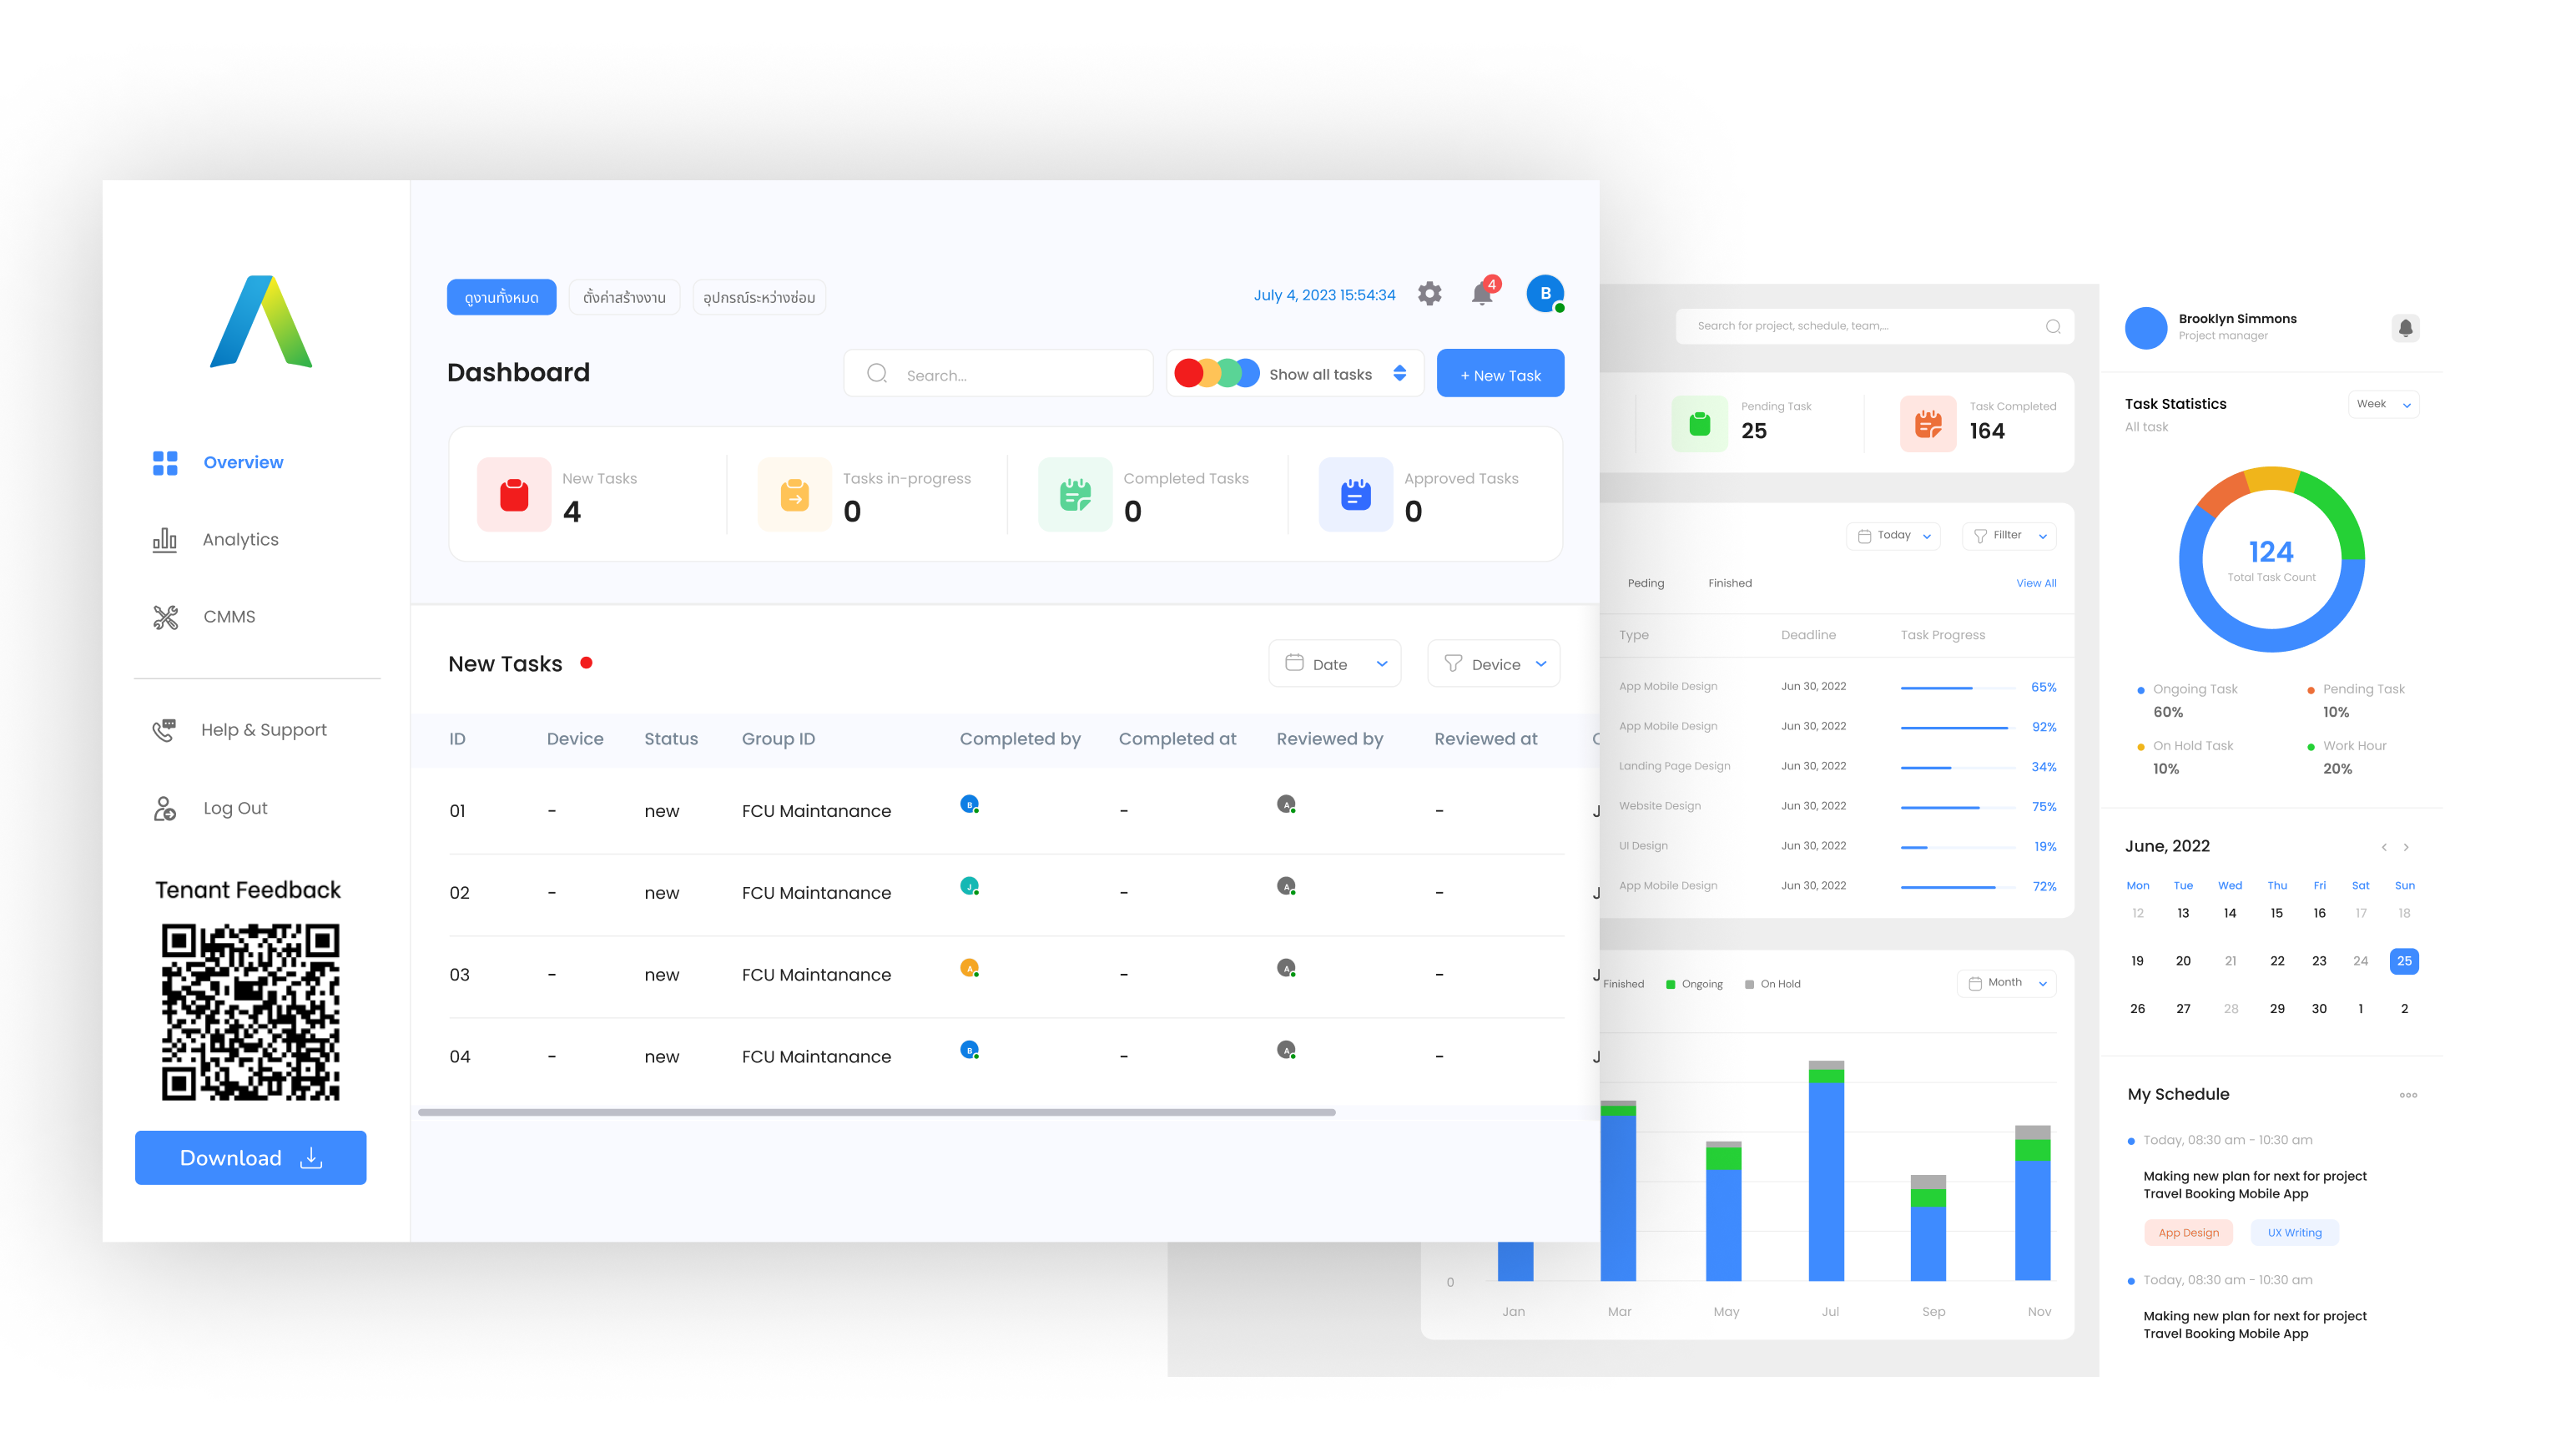 Overview
Analytics
CMMS
Help & Support
Log Out
Tenant Feedback
Download
ดูงานทั้งหมด
ตั้งค่าสร้างงาน
อุปกรณ์ระหว่างซ่อม
July 4, 2023 15:54:34
4
B
Dashboard
Search...
Show all tasks
+ New Task
New Tasks
4
Tasks in-progress
0
Completed Tasks
0
Approved Tasks
0
New Tasks
Date
Device
ID Device Status Group ID Completed by Completed at Reviewed by Reviewed at
01 - new FCU Maintanance B - A -
02 - new FCU Maintanance J - A -
03 - new FCU Maintanance A - A -
04 - new FCU Maintanance B - A -
Search for project, schedule, team,...
Pending Task
25
Task Completed
164
Today
Fillter
Peding Finished View All
Type Deadline Task Progress
App Mobile Design Jun 30, 2022 65%
App Mobile Design Jun 30, 2022 92%
Landing Page Design Jun 30, 2022 34%
Website Design Jun 30, 2022 75%
UI Design Jun 30, 2022 19%
App Mobile Design Jun 30, 2022 72%
Finished Ongoing On Hold
Month
0
Jan Mar May Jul Sep Nov
Brooklyn Simmons
Project manager
Task Statistics
Week
All task
124
Total Task Count
Ongoing Task
60%
Pending Task
10%
On Hold Task
10%
Work Hour
20%
June, 2022
Mon Tue Wed Thu Fri Sat Sun
12 13 14 15 16 17 18
19 20 21 22 23 24 25
26 27 28 29 30 1 2
My Schedule
Today, 08:30 am - 10:30 am
Making new plan for next for project
Travel Booking Mobile App
App Design
UX Writing
Today, 08:30 am - 10:30 am
Making new plan for next for project
Travel Booking Mobile App